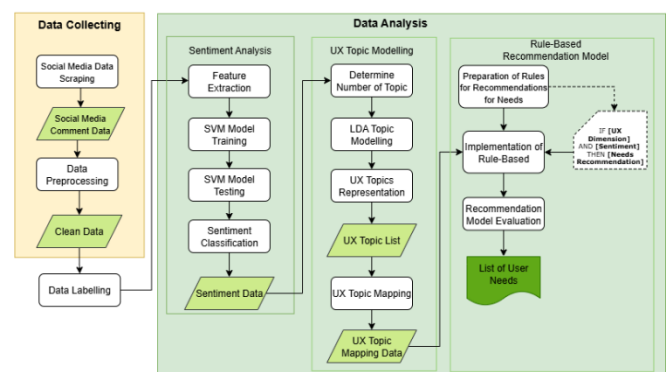 Data Collecting
Social Media Data
Scraping
Social Media
Comment Data
Data
Preprocessing
Clean Data
Data Labelling
Data Analysis
Sentiment Analysis
Feature
Extraction
SVM Model
Training
SVM Model
Testing
Sentiment
Classification
Sentiment Data
UX Topic Modelling
Determine
Number of Topic
LDA Topic
Modelling
UX Topics
Representation
UX Topic List
UX Topic Mapping
UX Topic
Mapping Data
Rule-Based
Recommendation Model
Preparation of Rules
for Recommendations
for Needs
IF [UX
Dimension]
AND [Sentiment]
THEN [Needs
Recommendation]
Implementation of
Rule-Based
Recommendation
Model Evaluation
List of User
Needs